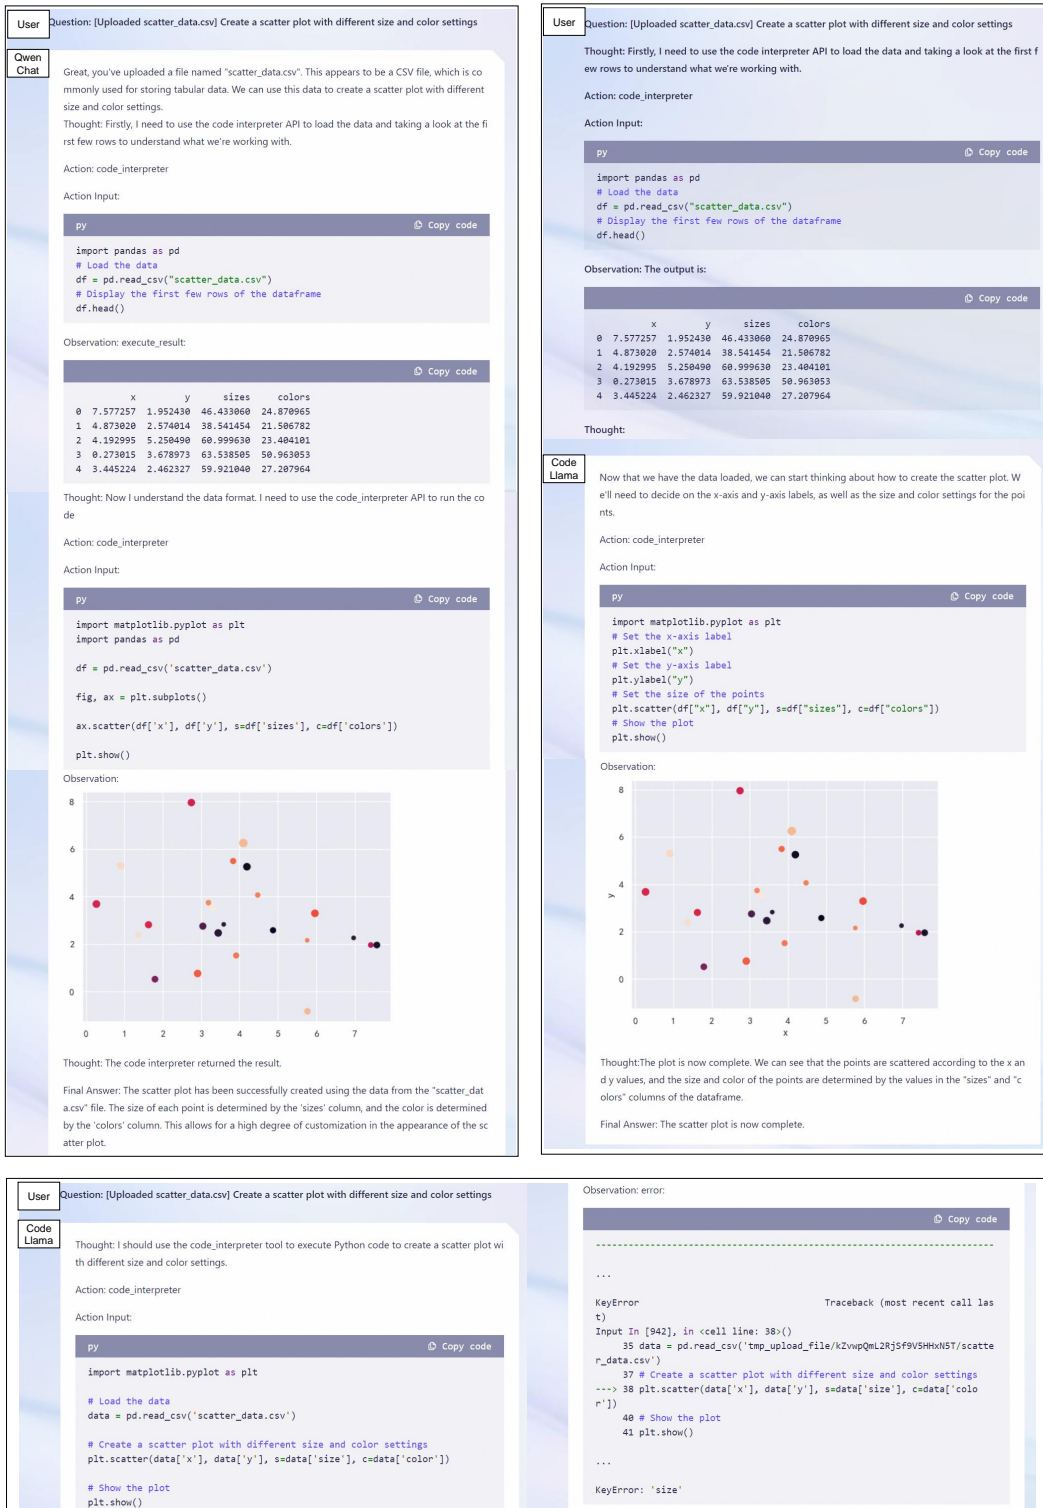 User
Question: [Uploaded scatter_data.csv] Create a scatter plot with different size and color settings
Qwen
Chat
Great, you've uploaded a file named "scatter_data.csv". This appears to be a CSV file, which is co
mmonly used for storing tabular data. We can use this data to create a scatter plot with different
size and color settings.
Thought: Firstly, I need to use the code interpreter API to load the data and taking a look at the fi
rst few rows to understand what we're working with.
Action: code_interpreter
Action Input:
py Copy code
import pandas as pd
# Load the data
df = pd.read_csv("scatter_data.csv")
# Display the first few rows of the dataframe
df.head()
Observation: execute_result:
Copy code
x y sizes colors
0 7.577257 1.952430 46.433060 24.870965
1 4.873020 2.574014 38.541454 21.506782
2 4.192995 5.250490 60.999630 23.404101
3 0.273015 3.678973 63.538505 50.963053
4 3.445224 2.462327 59.921040 27.207964
Thought: Now I understand the data format. I need to use the code_interpreter API to run the co
de
Action: code_interpreter
Action Input:
py Copy code
import matplotlib.pyplot as plt
import pandas as pd
df = pd.read_csv('scatter_data.csv')
fig, ax = plt.subplots()
ax.scatter(df['x'], df['y'], s=df['sizes'], c=df['colors'])
plt.show()
Observation:
8
6
4
2
0
0 1 2 3 4 5 6 7
Thought: The code interpreter returned the result.
Final Answer: The scatter plot has been successfully created using the data from the "scatter_dat
a.csv" file. The size of each point is determined by the 'sizes' column, and the color is determined
by the 'colors' column. This allows for a high degree of customization in the appearance of the sc
atter plot.
User
Question: [Uploaded scatter_data.csv] Create a scatter plot with different size and color settings
Thought: Firstly, I need to use the code interpreter API to load the data and taking a look at the first f
ew rows to understand what we're working with.
Action: code_interpreter
Action Input:
py Copy code
import pandas as pd
# Load the data
df = pd.read_csv("scatter_data.csv")
# Display the first few rows of the dataframe
df.head()
Observation: The output is:
Copy code
x y sizes colors
0 7.577257 1.952430 46.433060 24.870965
1 4.873020 2.574014 38.541454 21.506782
2 4.192995 5.250490 60.999630 23.404101
3 0.273015 3.678973 63.538505 50.963053
4 3.445224 2.462327 59.921040 27.207964
Thought:
Code
Llama
Now that we have the data loaded, we can start thinking about how to create the scatter plot. W
e'll need to decide on the x-axis and y-axis labels, as well as the size and color settings for the poi
nts.
Action: code_interpreter
Action Input:
py Copy code
import matplotlib.pyplot as plt
# Set the x-axis label
plt.xlabel("x")
# Set the y-axis label
plt.ylabel("y")
# Set the size of the points
plt.scatter(df["x"], df["y"], s=df["sizes"], c=df["colors"])
# Show the plot
plt.show()
Observation:
8
6
4
2
0
y
0 1 2 3 4 5 6 7
x
Thought:The plot is now complete. We can see that the points are scattered according to the x an
d y values, and the size and color of the points are determined by the values in the "sizes" and "c
olors" columns of the dataframe.
Final Answer: The scatter plot is now complete.
User
Question: [Uploaded scatter_data.csv] Create a scatter plot with different size and color settings
Code
Llama
Thought: I should use the code_interpreter tool to execute Python code to create a scatter plot wi
th different size and color settings.
Action: code_interpreter
Action Input:
py Copy code
import matplotlib.pyplot as plt
# Load the data
data = pd.read_csv('scatter_data.csv')
# Create a scatter plot with different size and color settings
plt.scatter(data['x'], data['y'], s=data['size'], c=data['color'])
# Show the plot
plt.show()
Observation: error:
Copy code
---------------------------------------------------------------------------
...
KeyError Traceback (most recent call las
t)
Input In [942], in <cell line: 38>()
35 data = pd.read_csv('tmp_upload_file/kZvwpQmL2RjSf9V5HHxN5T/scatte
r_data.csv')
37 # Create a scatter plot with different size and color settings
---> 38 plt.scatter(data['x'], data['y'], s=data['size'], c=data['colo
r'])
40 # Show the plot
41 plt.show()
...
KeyError: 'size'